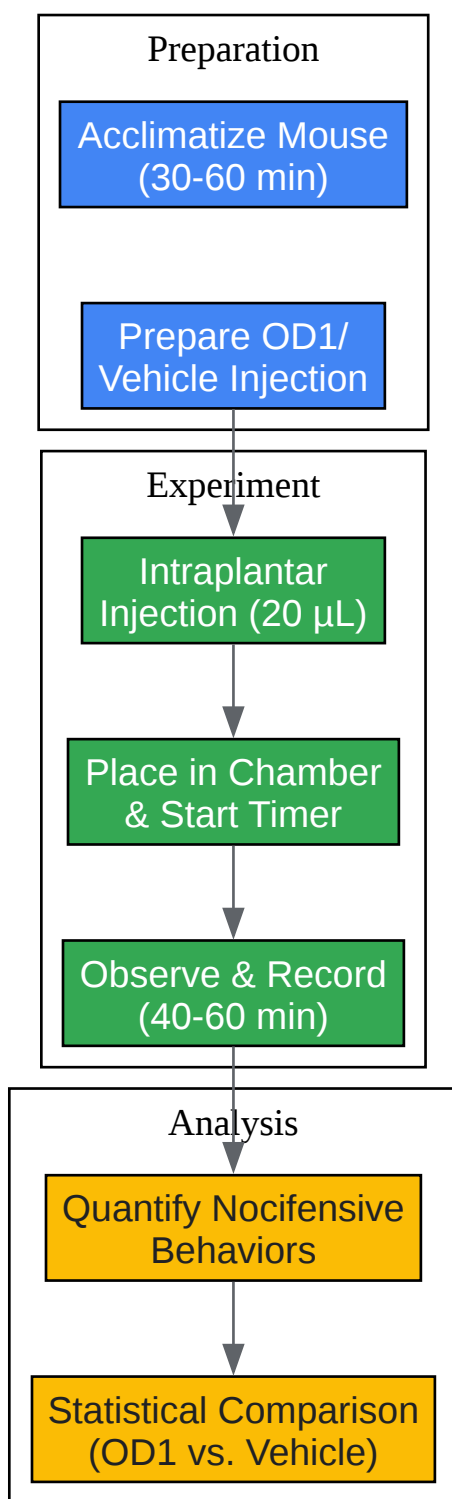 Preparation
Acclimatize Mouse
(30-60 min)
Prepare OD1/
Vehicle Injection
Experiment
Intraplantar
Injection (20 µL)
Place in Chamber
& Start Timer
Observe & Record
(40-60 min)
Analysis
Quantify Nocifensive
Behaviors
Statistical Comparison
(OD1 vs. Vehicle)